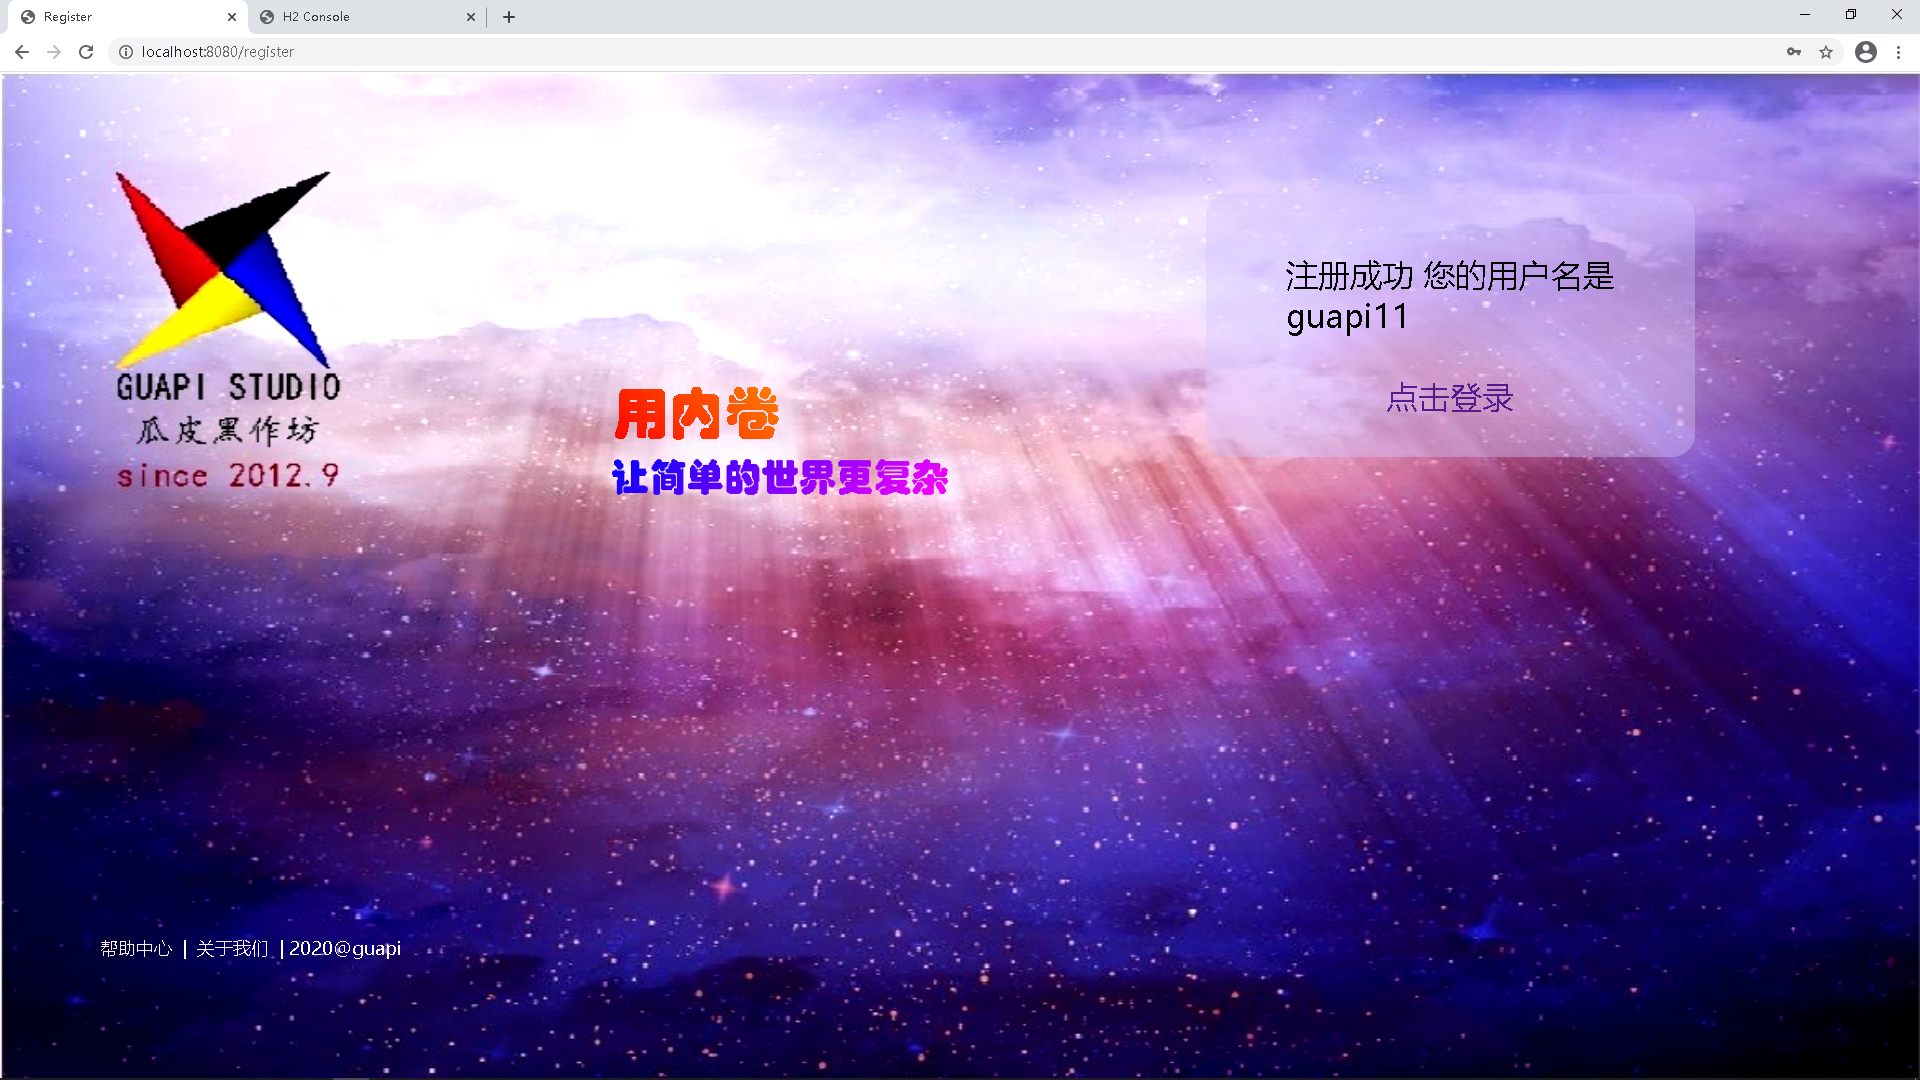 Register
H2 Console
localhost:8080/register
GUAPI STUDIO
瓜皮黑作坊
since 2012.9
用内卷
让简单的世界更复杂
注册成功 您的用户名是
guapi11
点击登录
帮助中心 | 关于我们 | 2020@guapi